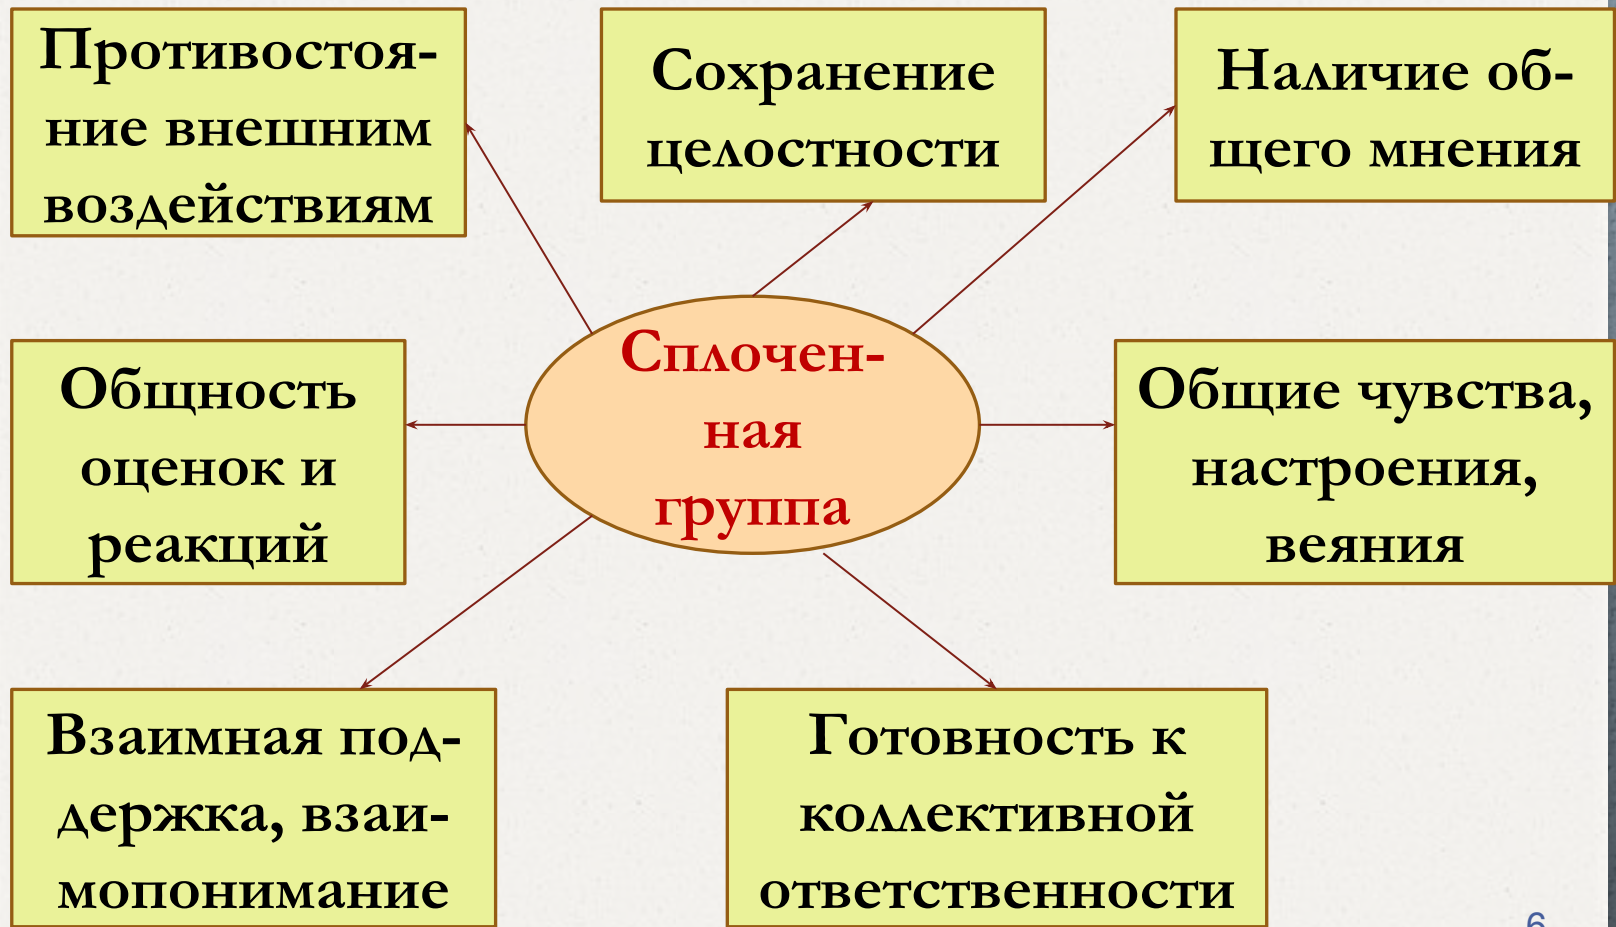 Противостоя-
ние внешним
воздействиям
Сохранение
целостности
Наличие об-
щего мнения
Общность
оценок и
реакций
Сплочен-
ная
группа
Общие чувства,
настроения,
веяния
Взаимная под-
держка, взаи-
мопонимание
Готовность к
коллективной
ответственности
6